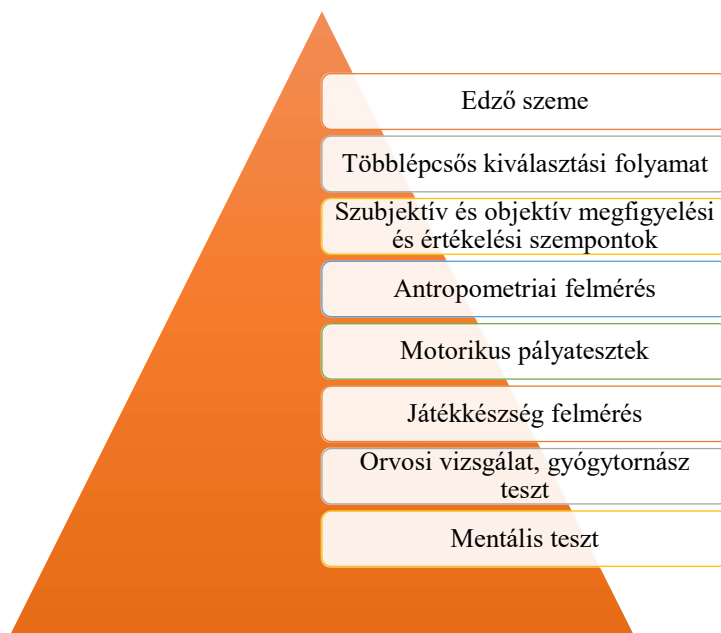 Edző szeme
Többlépcsős kiválasztási folyamat
Szubjektív és objektív megfigyelési
és értékelési szempontok
Antropometriai felmérés
Motorikus pályatesztek
Játékkészség felmérés
Orvosi vizsgálat, gyógytornász
teszt
Mentális teszt